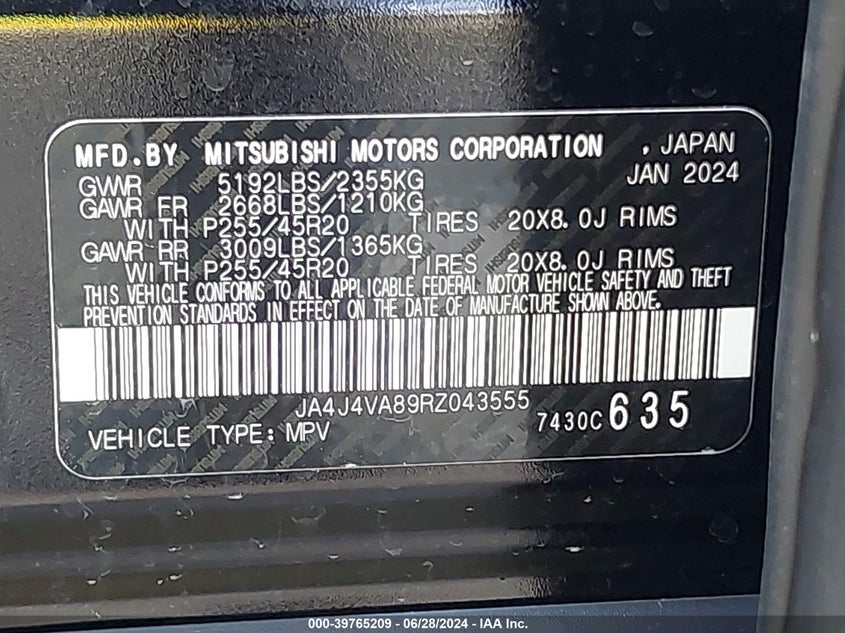 MFD.BY MITSUBISHI MOTORS CORPORATION , JAPAN
GVWR 5192LBS/2355KG JAN 2024
GAWR FR 2668LBS/1210KG
WITH P255/45R20 TIRES 20X8.0J RIMS
GAWR RR 3009LBS/1365KG
WITH P255/45R20 TIRES 20X8.0J RIMS
THIS VEHICLE CONFORMS TO ALL APPLICABLE FEDERAL MOTOR VEHICLE SAFETY AND THEFT
PREVENTION STANDARDS IN EFFECT ON THE DATE OF MANUFACTURE SHOWN ABOVE.
JA4J4VA89RZ043555
VEHICLE TYPE: MPV 7430C 635
000-39765209 - 06/28/2024 - IAA Inc.